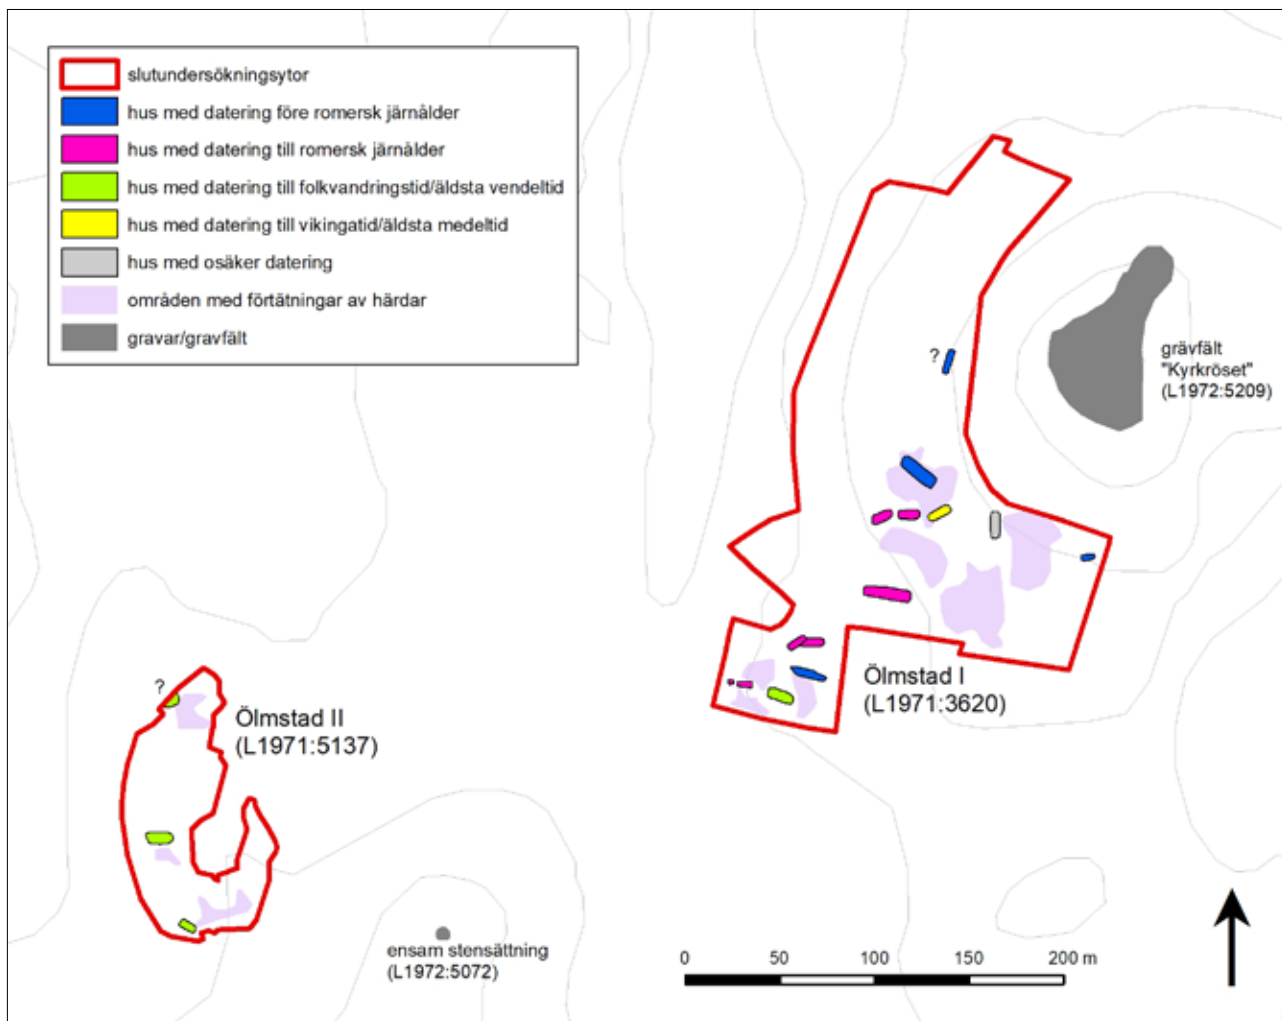 slutundersökningsytor
hus med datering före romersk järnålder
hus med datering till romersk järnålder
hus med datering till folkvandringstid/äldsta vendeltid
hus med datering till vikingatid/äldsta medeltid
hus med osäker datering
områden med förtätningar av härdar
gravar/gravfält
?
grävfält
"Kyrkröset"
(L1972:5209)
Ölmstad I
(L1971:3620)
?
Ölmstad II
(L1971:5137)
ensam stensättning
(L1972:5072)
0 50 100 150 200 m